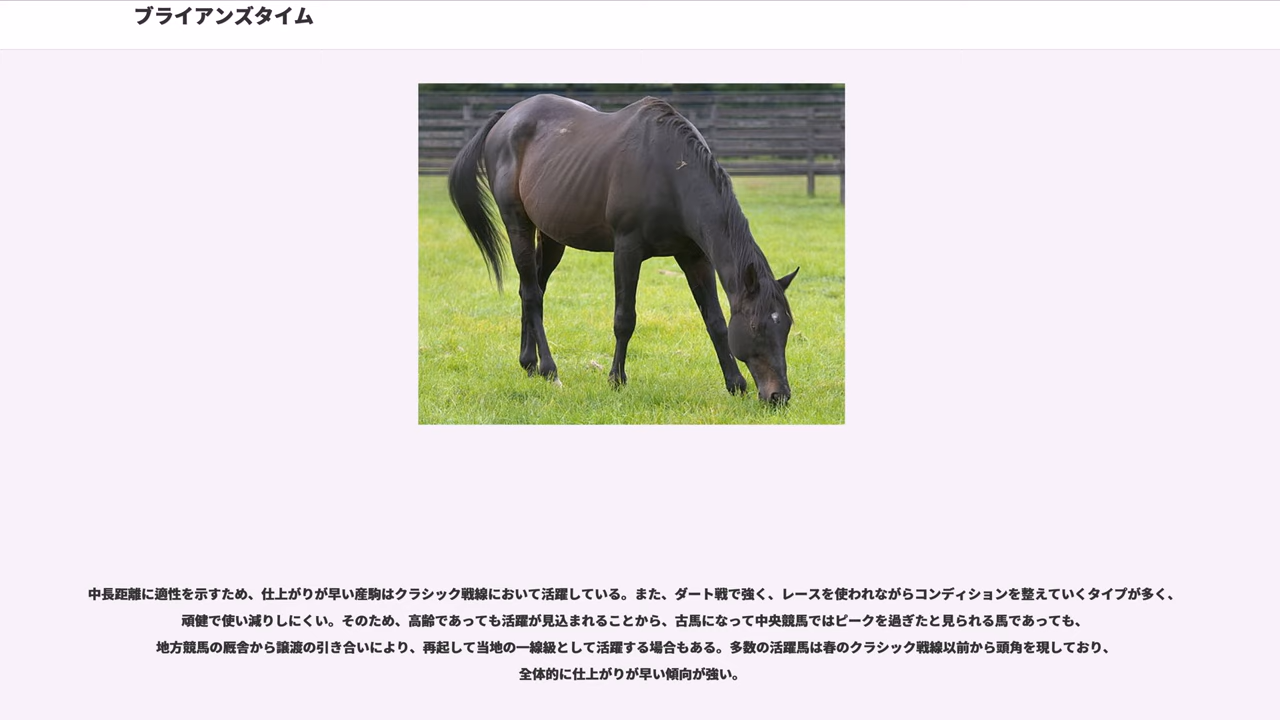 ブライアンズタイム
中長距離に適性を示すため、仕上がりが早い産駒はクラシック戦線において活躍している。また、ダート戦で強く、レースを使われながらコンディションを整えていくタイプが多く、
頑健で使い減りしにくい。そのため、高齢であっても活躍が見込まれることから、古馬になって中央競馬ではピークを過ぎたと見られる馬であっても、
地方競馬の厩舎から譲渡の引き合いにより、再起して当地の一線級として活躍する場合もある。多数の活躍馬は春のクラシック戦線以前から頭角を現しており、
全体的に仕上がりが早い傾向が強い。